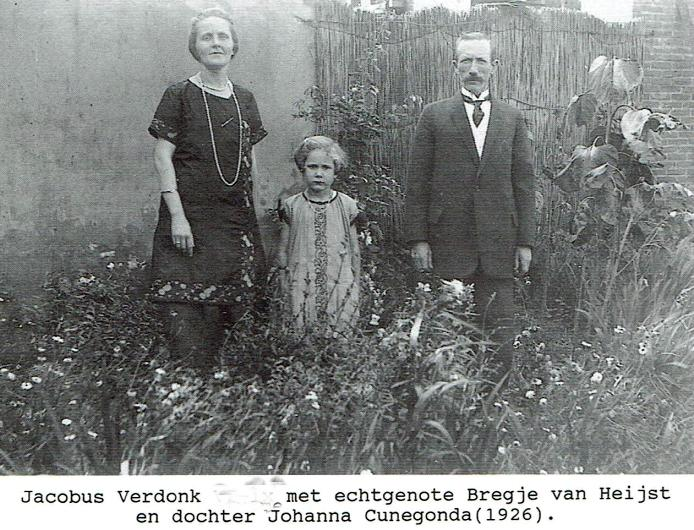 Jacobus Verdonk met echtgenote Bregje van Heijst
en dochter Johanna Cunegonda(1926).